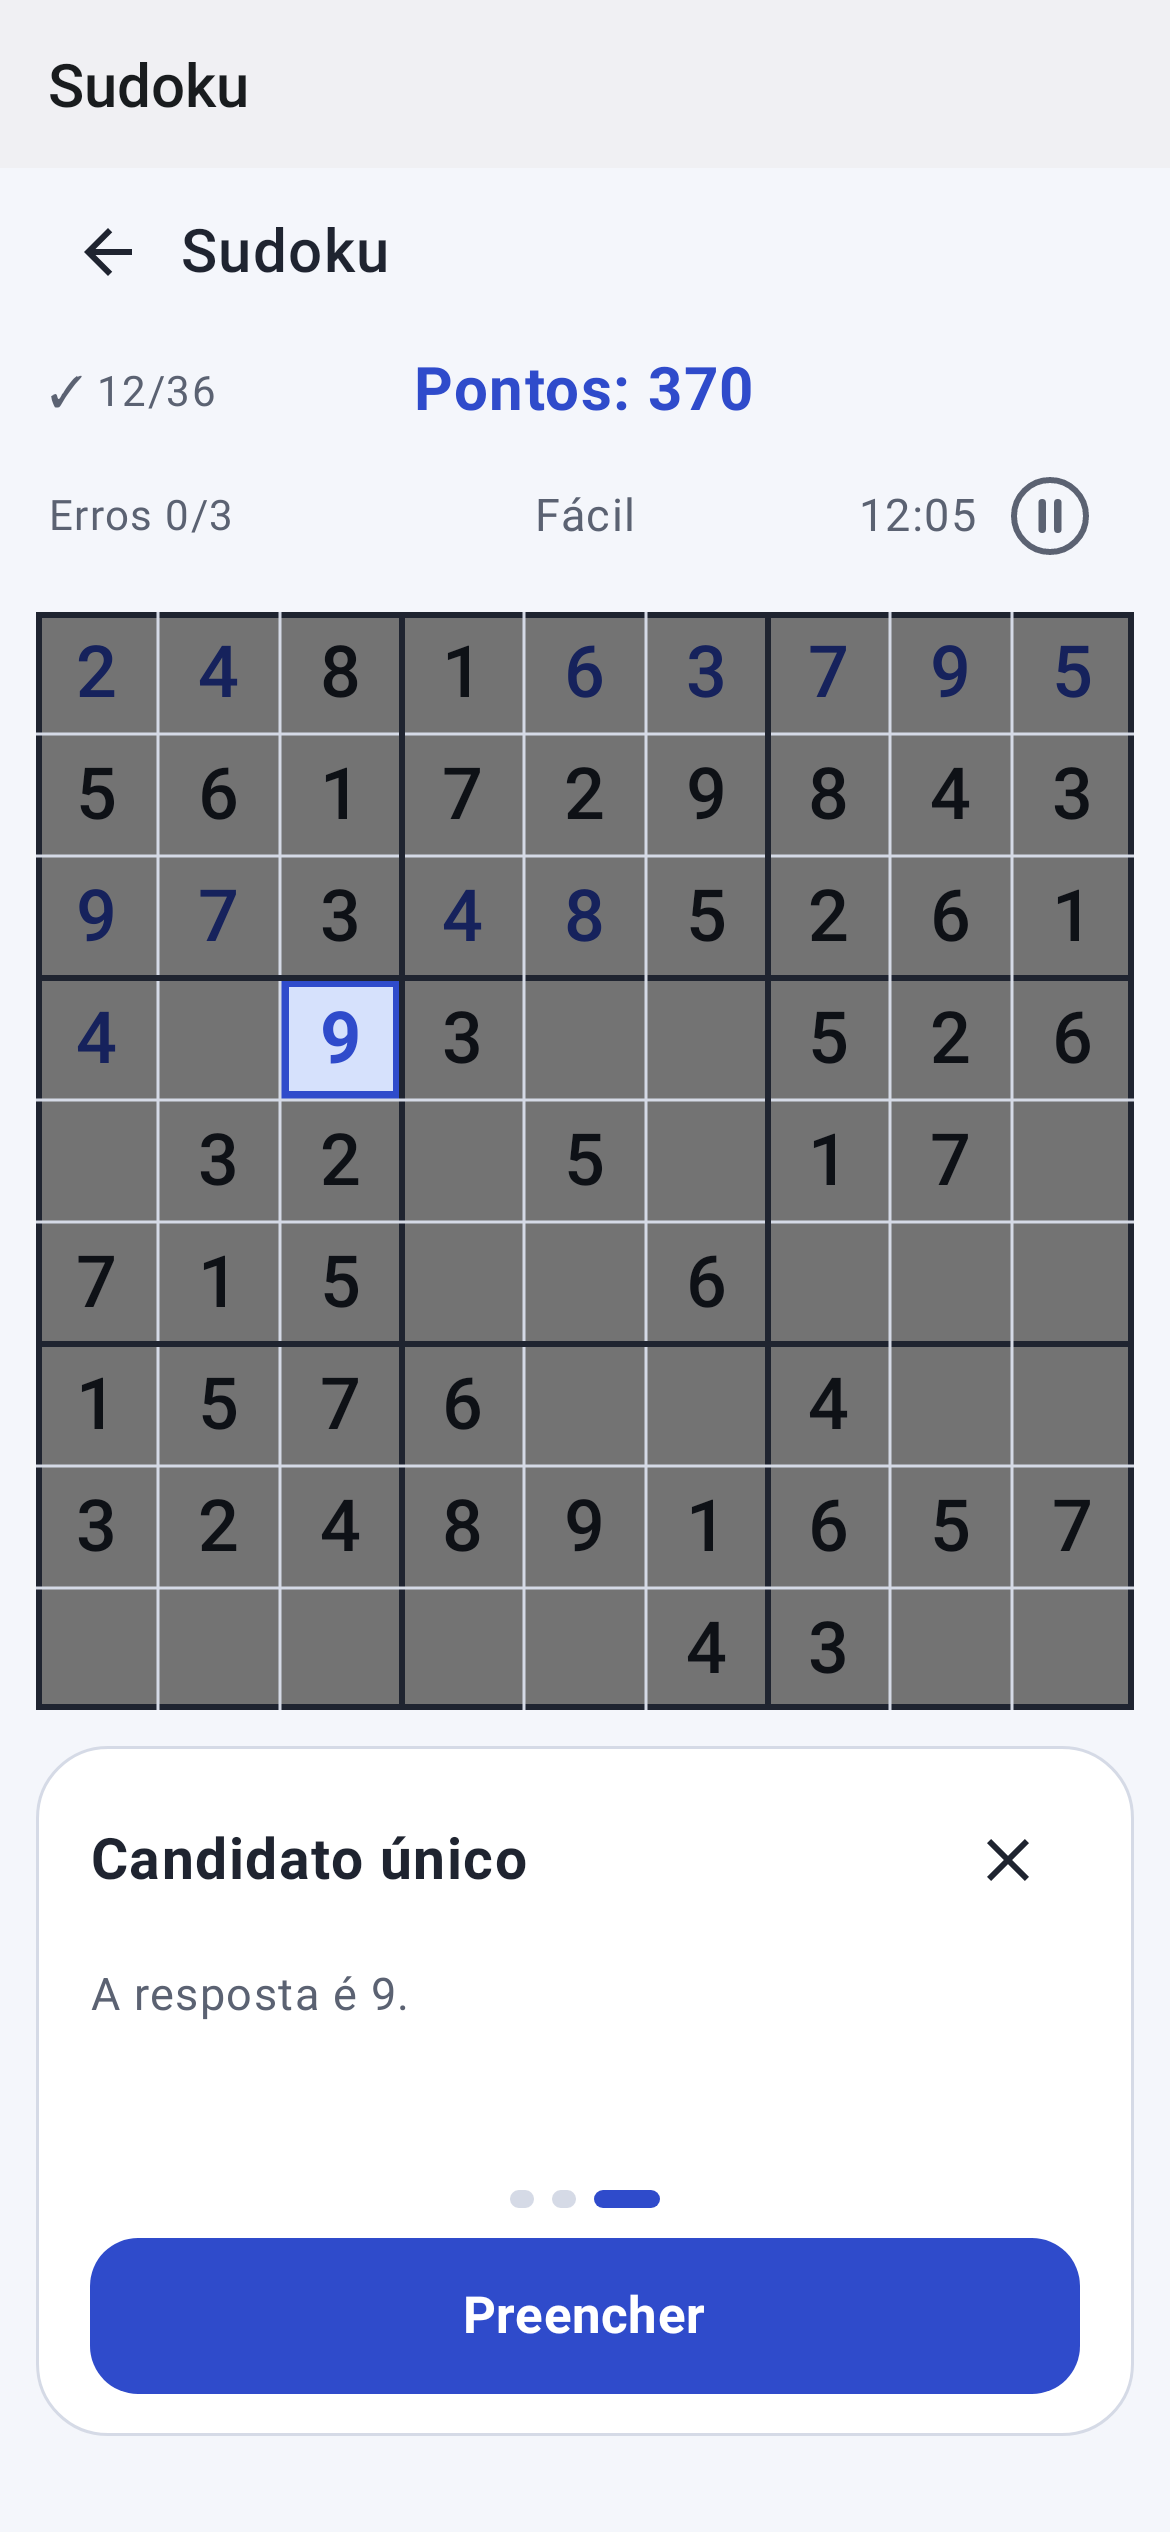 Sudoku
Sudoku
✓ 12/36 Pontos: 370
Erros 0/3 Fácil 12:05
2 4 8 1 6 3 7 9 5
5 6 1 7 2 9 8 4 3
9 7 3 4 8 5 2 6 1
4 9 3 5 2 6
3 2 5 1 7
7 1 5 6
1 5 7 6 4
3 2 4 8 9 1 6 5 7
4 3
Candidato único
A resposta é 9.
Preencher